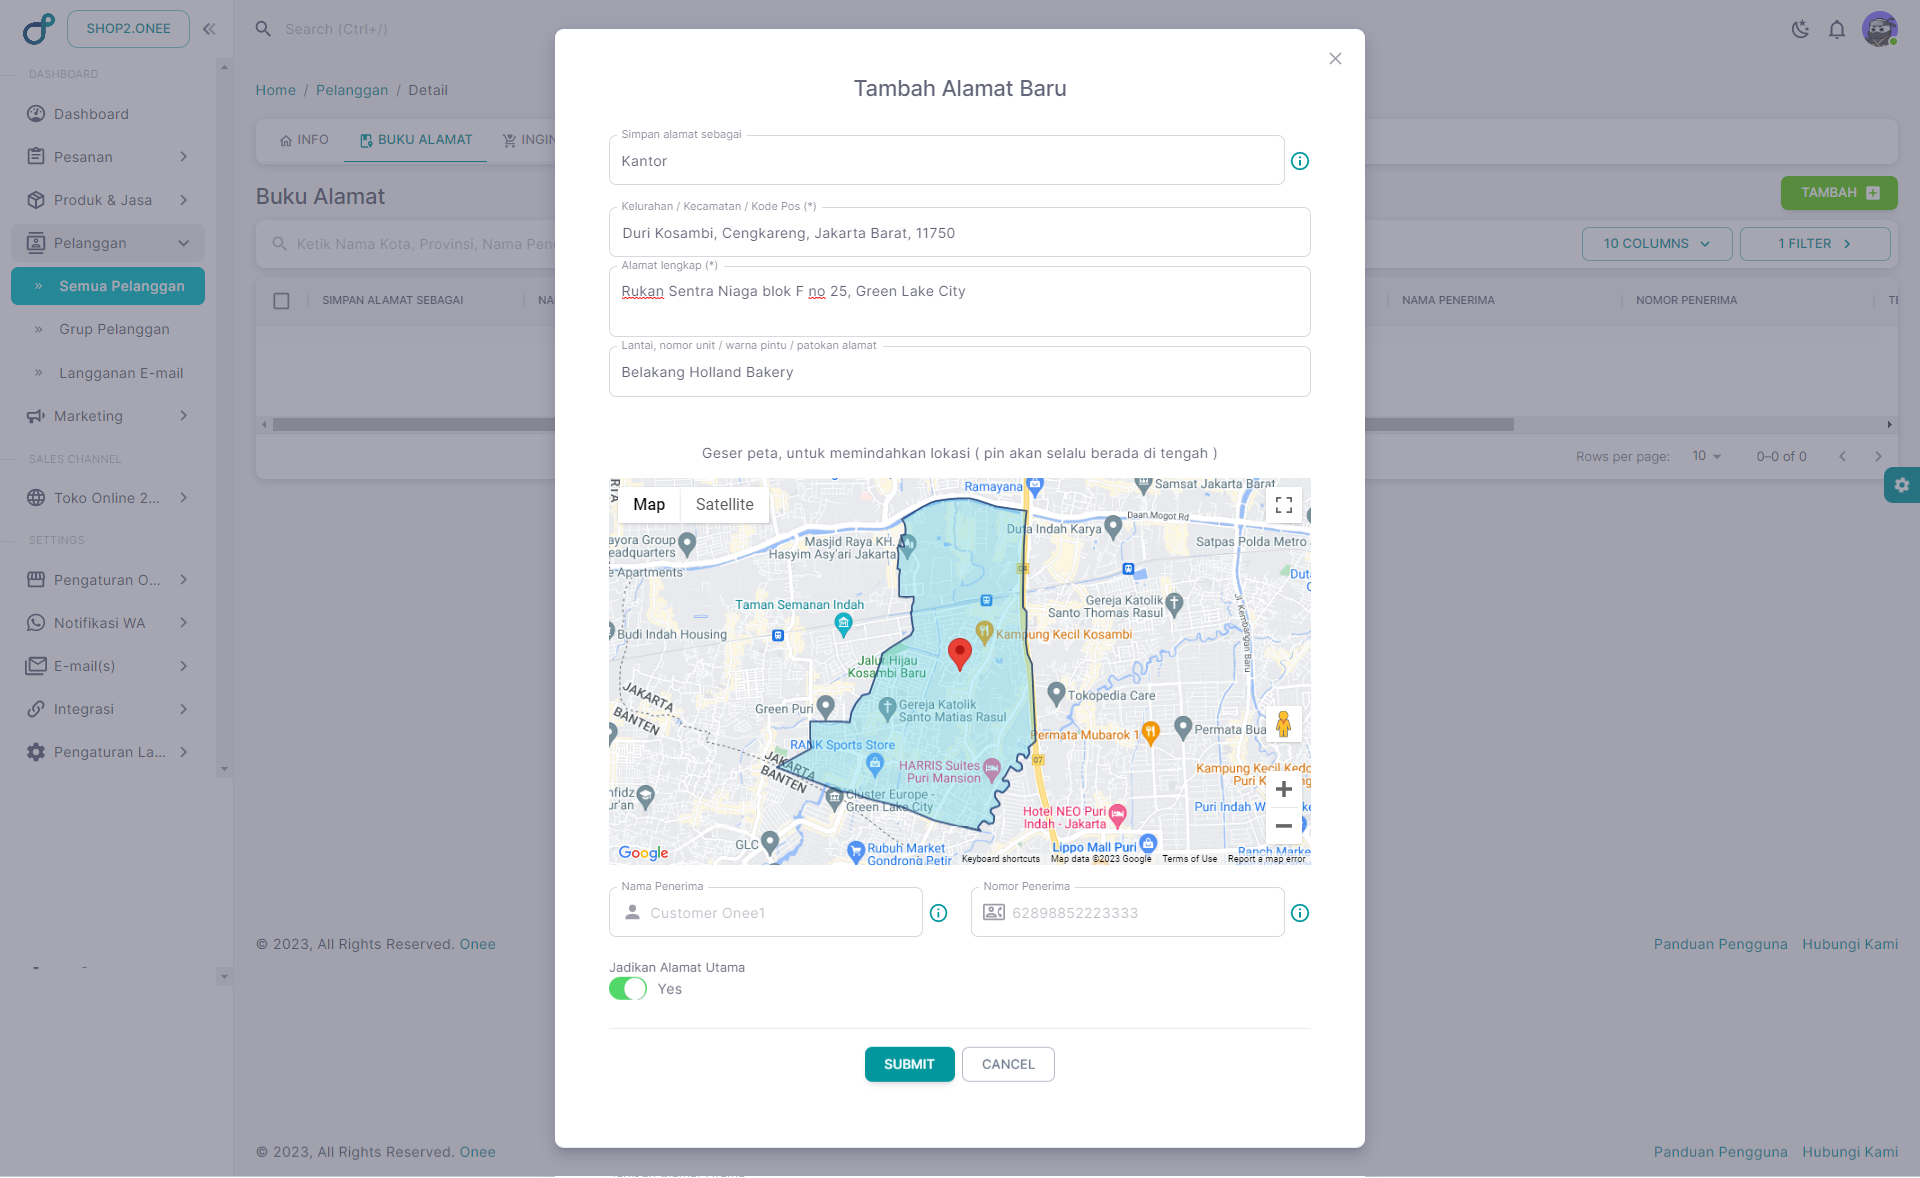 SHOP2.ONEE
Search (Ctrl+/)
DASHBOARD
Dashboard
Pesanan
Produk & Jasa
Pelanggan
Semua Pelanggan
Grup Pelanggan
Langganan E-mail
Marketing
SALES CHANNEL
Toko Online 2...
SETTINGS
Pengaturan O...
Notifikasi WA
E-mail(s)
Integrasi
Pengaturan La...
Home / Pelanggan / Detail
INFO
BUKU ALAMAT
INGIN
Buku Alamat
TAMBAH
Ketik Nama Kota, Provinsi, Nama Pen
10 COLUMNS
1 FILTER
SIMPAN ALAMAT SEBAGAI
NA
NAMA PENERIMA
NOMOR PENERIMA
TE
Rows per page: 10
0–0 of 0
Tambah Alamat Baru
Simpan alamat sebagai
Kantor
Kelurahan / Kecamatan / Kode Pos (*)
Duri Kosambi, Cengkareng, Jakarta Barat, 11750
Alamat lengkap (*)
Rukan Sentra Niaga blok F no 25, Green Lake City
Lantai, nomor unit / warna pintu / patokan alamat
Belakang Holland Bakery
Geser peta, untuk memindahkan lokasi ( pin akan selalu berada di tengah )
Map
Satellite
Ramayana
Samsat Jakarta Barat
Daan Mogot Rd
Duta Indah Karya
Satpas Polda Metro
ayora Group
eadquarters
e Apartments
Masjid Raya KH.
Hasyim Asy'ari Jakarta
Duta
Taman Semanan Indah
Gereja Katolik
Santo Thomas Rasul
Jl. Kembangan Baru
Budi Indah Housing
Kampung Kecil Kosambi
Jalur Hijau
Kosambi Baru
JAKARTA
BANTEN
Green Puri
Gereja Katolik
Santo Matias Rasul
Tokopedia Care
Permata Mubarok 1
Permata Bua
RANK Sports Store
JAKARTA
BANTEN
HARRIS Suites
Puri Mansion
07
Kampung Kecil Kedo
Puri K
Cluster Europe -
Green Lake City
Hotel NEO Puri
Indah - Jakarta
Puri Indah W
GLC
Rubuh Market
Gondrong Petir
Lippo Mall Puri
Ranch Market
Google
Keyboard shortcuts
Map data ©2023 Google
Terms of Use
Report a map error
Nama Penerima
Customer Onee1
Nomor Penerima
62898852223333
Jadikan Alamat Utama
Yes
SUBMIT
CANCEL
© 2023, All Rights Reserved. Onee
Panduan Pengguna
Hubungi Kami
© 2023, All Rights Reserved. Onee
Panduan Pengguna
Hubungi Kami